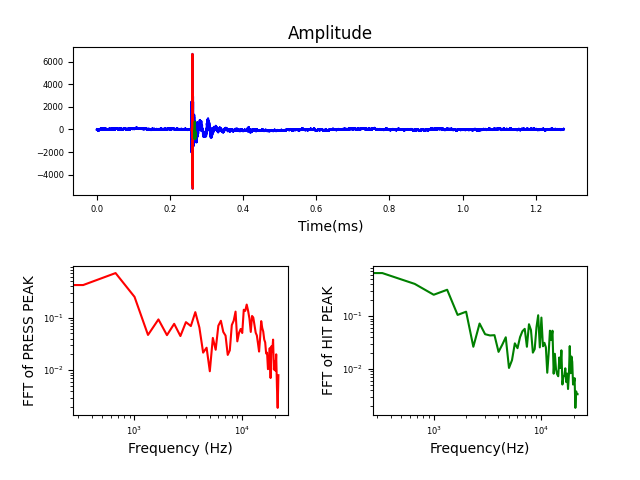 Amplitude
6000
4000
2000
0
−2000
−4000
0.0 0.2 0.4 0.6 0.8 1.0 1.2
Time(ms)
FFT of PRESS PEAK
10⁻¹
10⁻²
10³ 10⁴
Frequency (Hz)
FFT of HIT PEAK
10⁻¹
10⁻²
10³ 10⁴
Frequency(Hz)